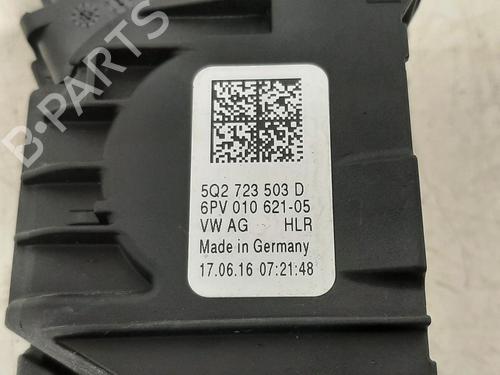 B-PARTS
5Q2 723 503 D
6PV 010 621-05
VW AG HLR
Made in Germany
17.06.16 07:21:48